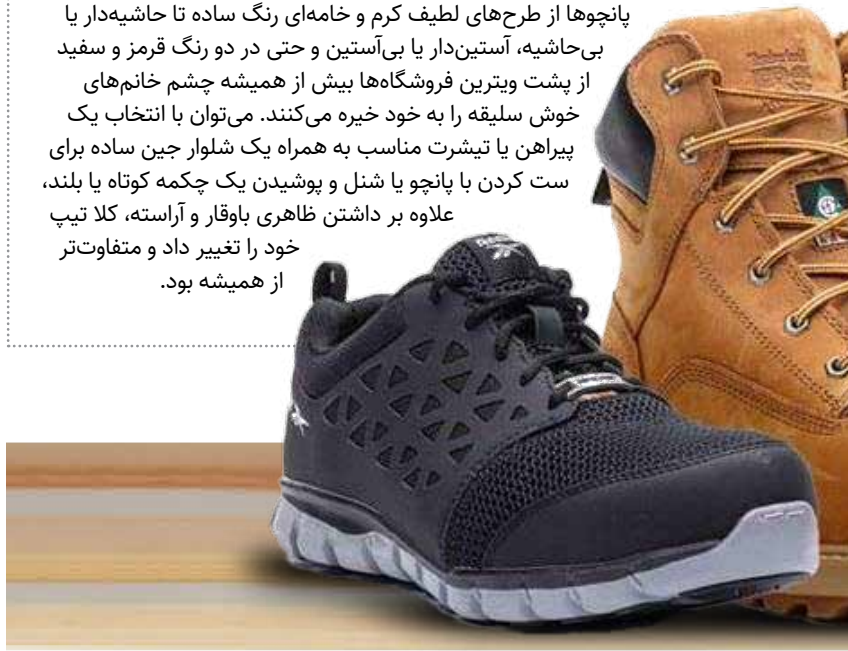 پانچوها از طرح‌های لطیف کرم و خامه‌ای رنگ ساده تا حاشیه‌دار یا
بی‌حاشیه، آستین‌دار یا بی‌آستین و حتی در دو رنگ قرمز و سفید
از پشت ویترین فروشگاه‌ها بیش از همیشه چشم خانم‌های
خوش سلیقه را به خود خیره می‌کنند. می‌توان با انتخاب یک
پیراهن یا تیشرت مناسب به همراه یک شلوار جین ساده برای
ست کردن با پانچو یا شنل و پوشیدن یک چکمه کوتاه یا بلند،
علاوه بر داشتن ظاهری باوقار و آراسته، کلا تیپ
خود را تغییر داد و متفاوت‌تر
از همیشه بود.